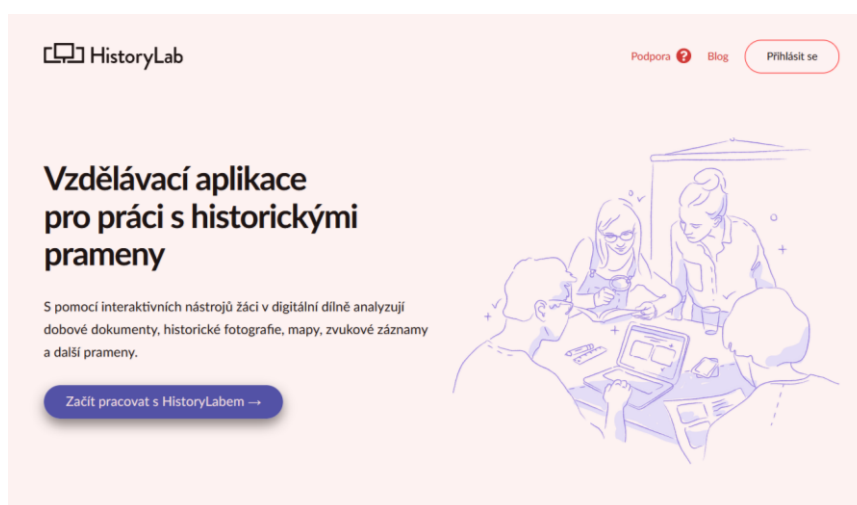 HistoryLab
Podpora ?
Blog
Přihlásit se
Vzdělávací aplikace
pro práci s historickými
prameny
S pomocí interaktivních nástrojů žáci v digitální dílně analyzují
dobové dokumenty, historické fotografie, mapy, zvukové záznamy
a další prameny.
Začít pracovat s HistoryLabem →